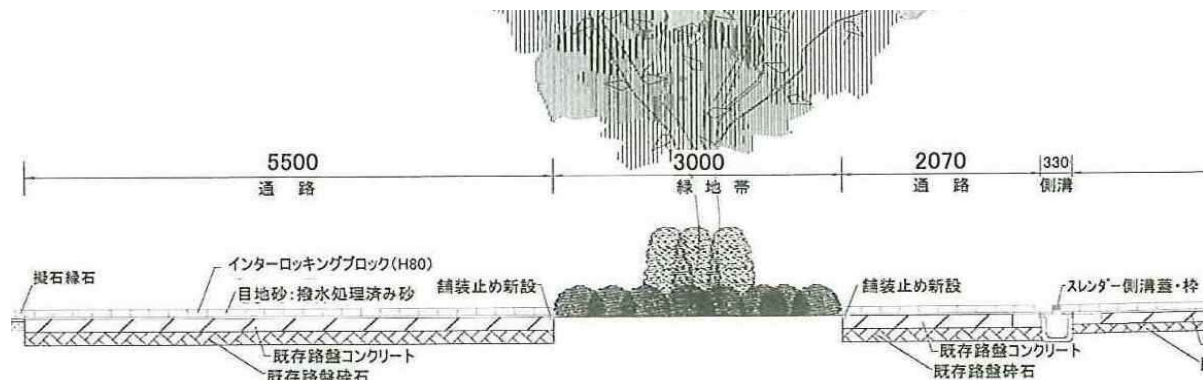 5500
3000
2070
330
通路
緑地帯
通路
側溝
擬石縁石
インターロッキングブロック(H80)
目地砂:撥水処理済み砂
舗装止め新設
舗装止め新設
スレンダー側溝蓋・枠
既存路盤コンクリート
既存路盤砕石
既存路盤コンクリート
既存路盤砕石